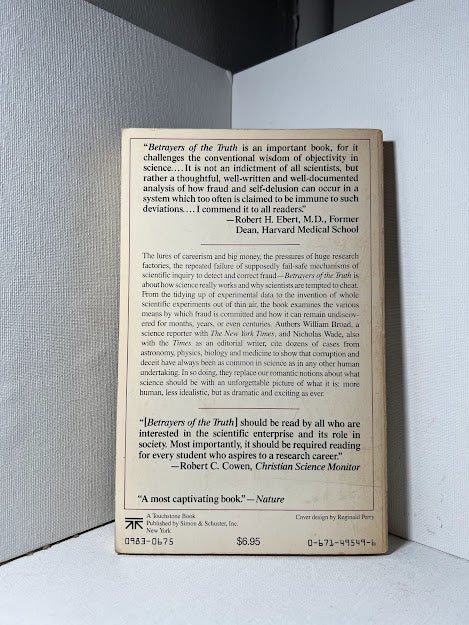 “Betrayers of the Truth is an important book, for it
challenges the conventional wisdom of objectivity in
science.... It is not an indictment of all scientists, but
rather a thoughtful, well-written and well-documented
analysis of how fraud and self-delusion can occur in a
system which too often is claimed to be immune to such
deviations.... I commend it to all readers.”
—Robert H. Ebert, M.D., Former
Dean, Harvard Medical School
The lures of careerism and big money, the pressures of huge research
factories, the repeated failure of supposedly fail-safe mechanisms of
scientific inquiry to detect and correct fraud—Betrayers of the Truth is
about how science really works and why scientists are tempted to cheat.
From the tidying up of experimental data to the invention of whole
scientific experiments out of thin air, the book examines the various
means by which fraud is committed and how it can remain undiscov-
ered for months, years, or even centuries. Authors William Broad, a
science reporter with The New York Times, and Nicholas Wade, also
with the Times as an editorial writer, cite dozens of cases from
astronomy, physics, biology and medicine to show that corruption and
deceit have always been as common in science as in any other human
undertaking. In so doing, they replace our romantic notions about what
science should be with an unforgettable picture of what it is: more
human, less idealistic, but as dramatic and exciting as ever.
“[Betrayers of the Truth] should be read by all who are
interested in the scientific enterprise and its role in
society. Most importantly, it should be required reading
for every student who aspires to a research career.”
—Robert C. Cowen, Christian Science Monitor
“A most captivating book.”—Nature
A Touchstone Book
Published by Simon & Schuster, Inc.
New York
Cover design by Reginald Perry
0983-0675
$6.95
0-671-49549-6